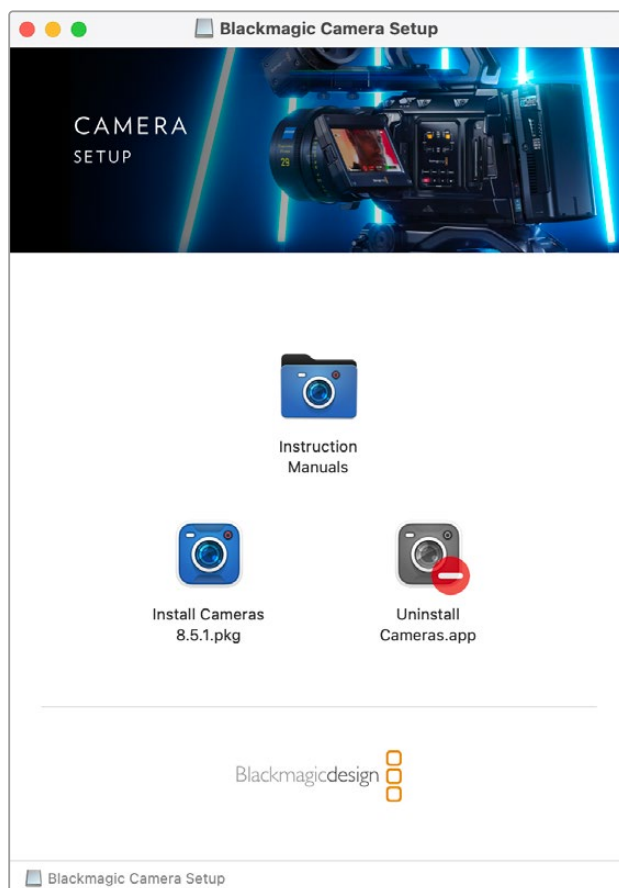 Blackmagic Camera Setup
CAMERA
SETUP
29
Instruction
Manuals
Install Cameras
8.5.1.pkg
Uninstall
Cameras.app
Blackmagicdesign
Blackmagic Camera Setup